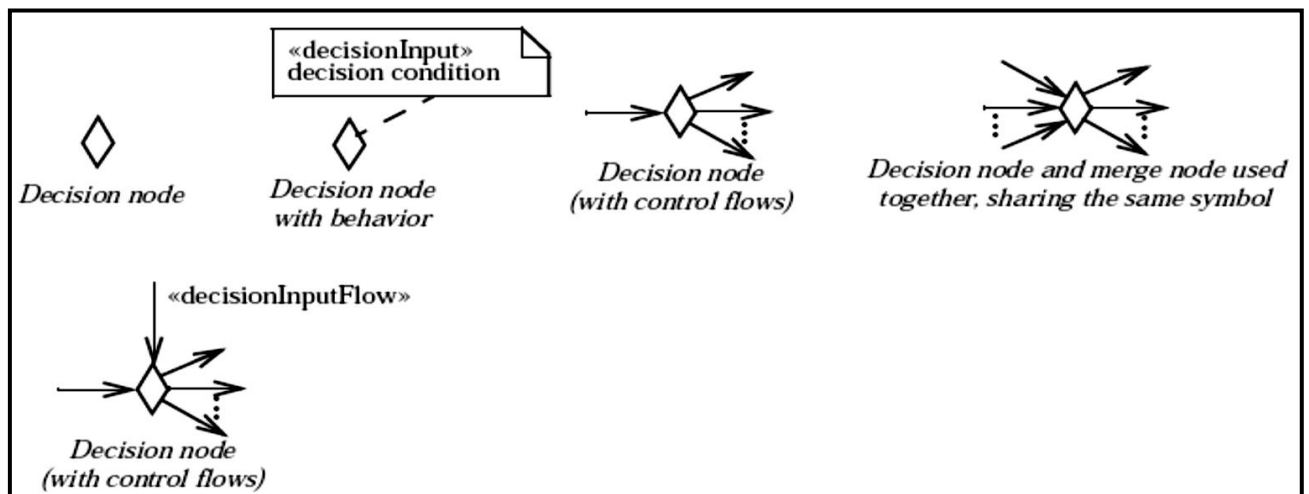 «decisionInput»
decision condition
Decision node
Decision node
with behavior
Decision node
(with control flows)
Decision node and merge node used
together, sharing the same symbol
«decisionInputFlow»
Decision node
(with control flows)